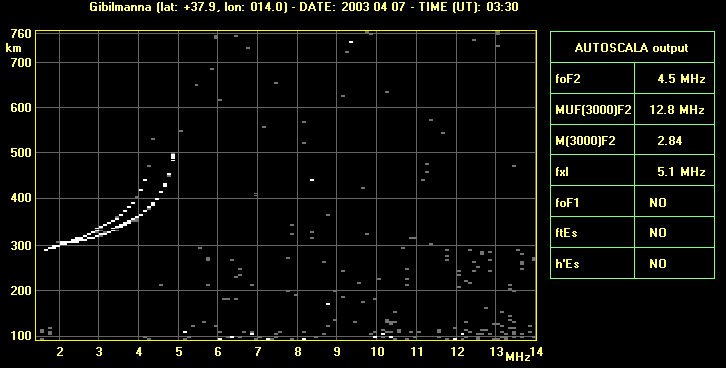 Gibilmanna (lat: +37.9, lon: 014.0) - DATE: 2003 04 07 - TIME (UT): 03:30
760
km
700
600
500
400
300
200
100
2 3 4 5 6 7 8 9 10 11 12 13 MHz 14
AUTOSCALA output
foF2 4.5 MHz
MUF(3000)F2 12.8 MHz
M(3000)F2 2.84
fxI 5.1 MHz
foF1 NO
ftEs NO
h'Es NO